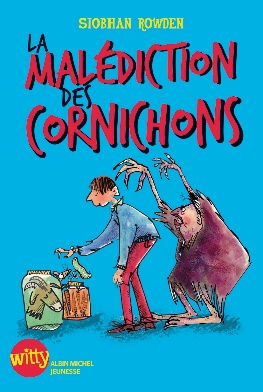 SIOBHAN ROWDEN
LA
MALÉDICTION
DES
CORNICHONS
witty
ALBIN MICHEL
JEUNESSE